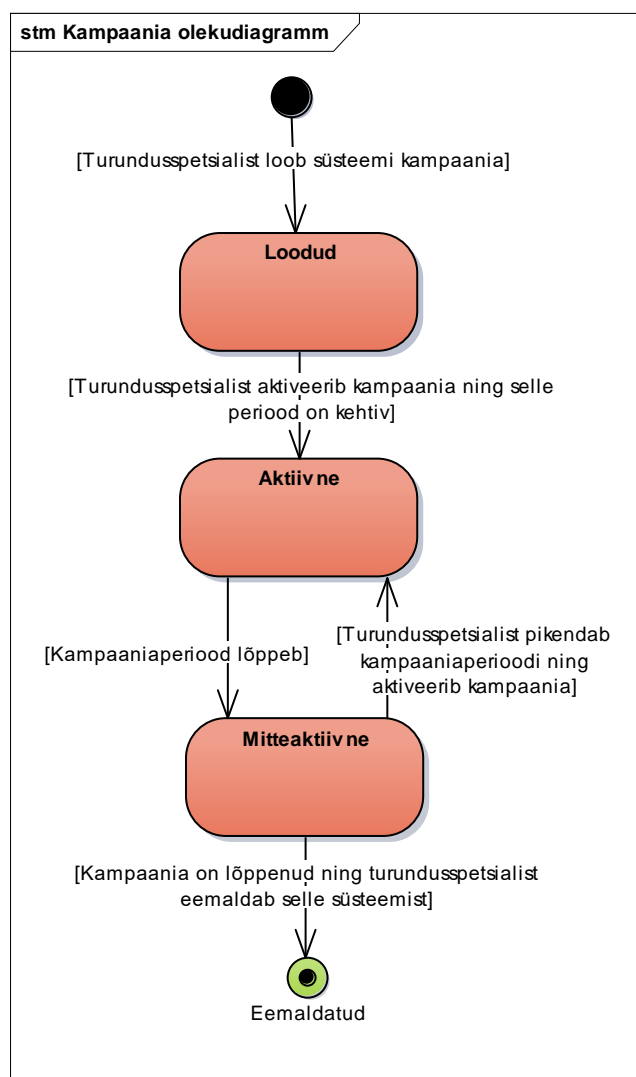 stm Kampaania olekudiagramm
[Turundusspetsialist loob süsteemi kampaania]
Loodud
[Turundusspetsialist aktiveerib kampaania ning selle
periood on kehtiv]
Aktiivne
[Kampaaniaperiood lõppeb]
[Turundusspetsialist pikendab
kampaaniaperioodi ning
aktiveerib kampaania]
Mitteaktiivne
[Kampaania on lõppenud ning turundusspetsialist
eemaldab selle süsteemist]
Eemaldatud